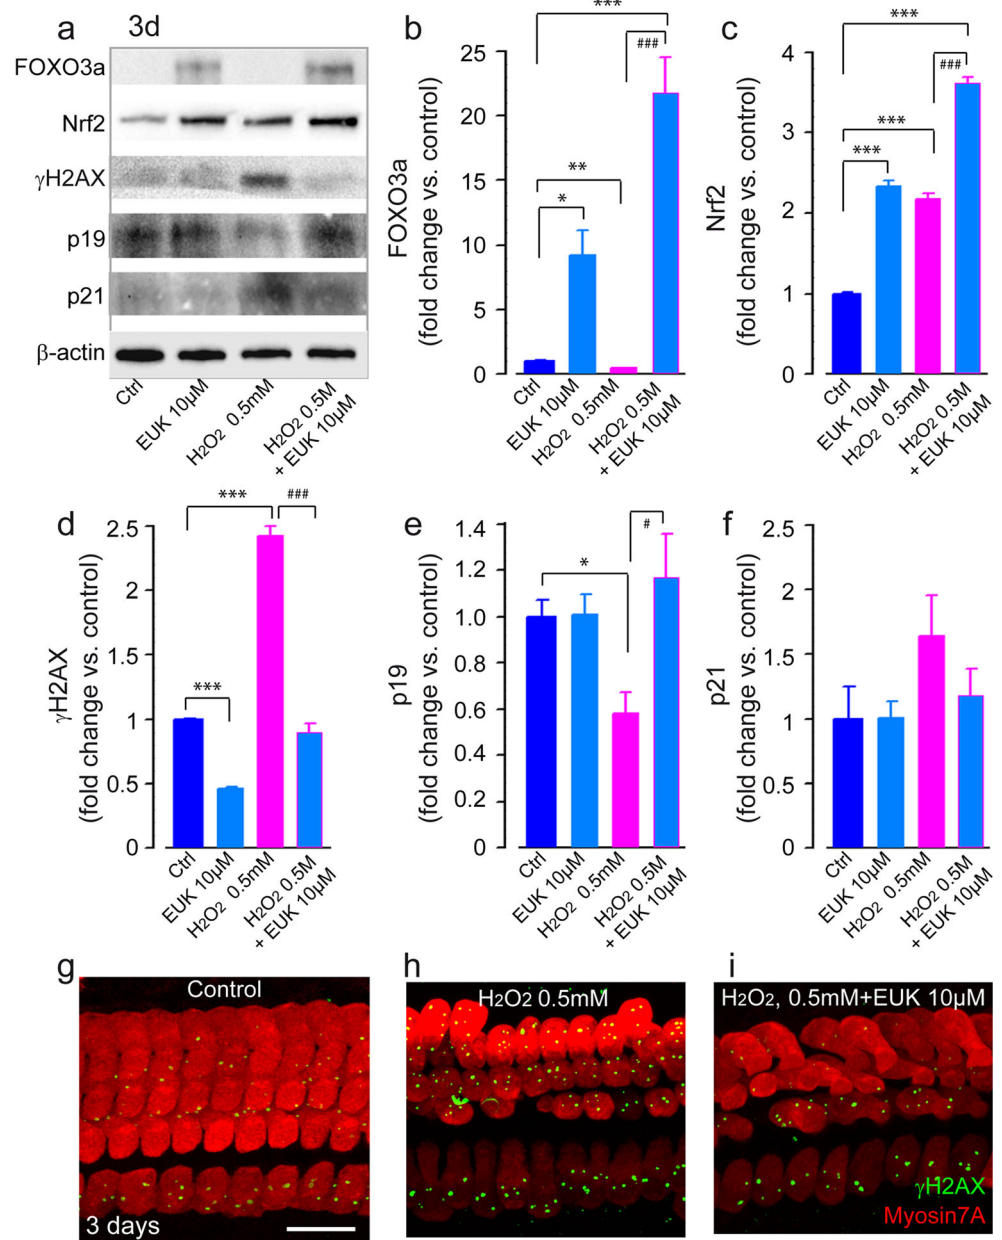 a 3d
FOXO3a
Nrf2
γH2AX
p19
p21
β-actin
Ctrl
EUK 10µM
H2O2 0.5mM
H2O2 0.5M
+ EUK 10µM
b
***
###
**
*
FOXO3a
(fold change vs. control)
25
20
15
10
5
0
Ctrl
EUK 10µM
H2O2 0.5mM
H2O2 0.5M
+ EUK 10µM
c
***
###
***
***
Nrf2
(fold change vs. control)
4
3
2
1
0
Ctrl
EUK 10µM
H2O2 0.5mM
H2O2 0.5M
+ EUK 10µM
d
***
###
***
γH2AX
(fold change vs. control)
2.5
2
1.5
1
0.5
0
Ctrl
EUK 10µM
H2O2 0.5mM
H2O2 0.5M
+ EUK 10µM
e
#
*
p19
(fold change vs. control)
1.4
1.2
1.0
0.8
0.6
0.4
0.2
0
Ctrl
EUK 10µM
H2O2 0.5mM
H2O2 0.5M
+ EUK 10µM
f
p21
(fold change vs. control)
2.5
2
1.5
1
0.5
0
Ctrl
EUK 10µM
H2O2 0.5mM
H2O2 0.5M
+ EUK 10µM
g
Control
3 days
h
H2O2 0.5mM
i
H2O2, 0.5mM+EUK 10µM
γH2AX
Myosin7A